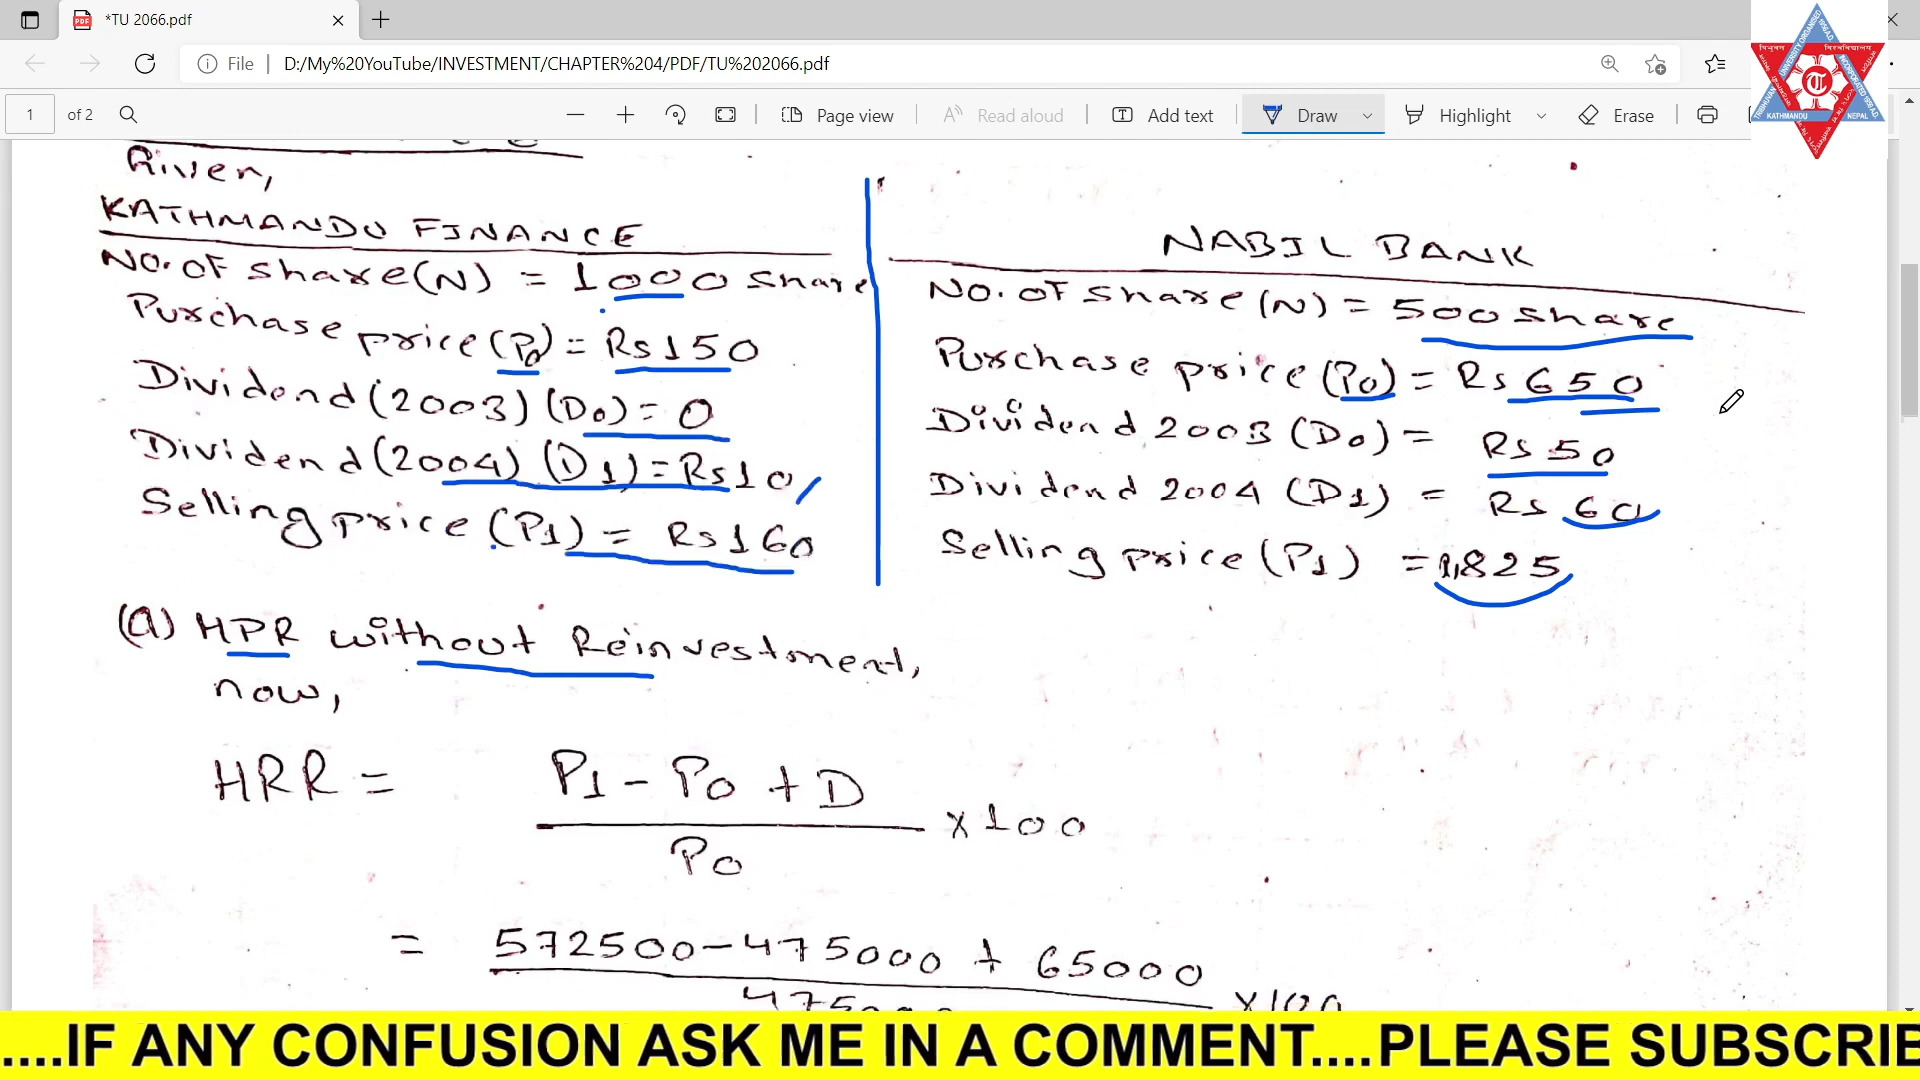 *TU 2066.pdf
File
D:/My%20YouTube/INVESTMENT/CHAPTER%204/PDF/TU%202066.pdf
1
of 2
Page view
Read aloud
Add text
Draw
Highlight
Erase
KATHMANDU
NEPAL
KATHMANDU FINANCE
NO. OF share (N) = 1000 share
Purchase price (P0) = Rs 150
Dividend (2003) (D0) = 0
Dividend (2004) (D1) = Rs 10
Selling price (P1) = Rs 160
NABIL BANK
NO. OF share (N) = 500 share
Purchase price (P0) = Rs 650
Dividend 2003 (D0) = Rs 50
Dividend 2004 (D1) = Rs 60
Selling price (P1) = 1,825
(a) HPR without Reinvestment,
now,
HRR = P1 - P0 + D
x 100
P0
= 572500 - 475000 + 65000
x 100
....IF ANY CONFUSION ASK ME IN A COMMENT....PLEASE SUBSCRIBE